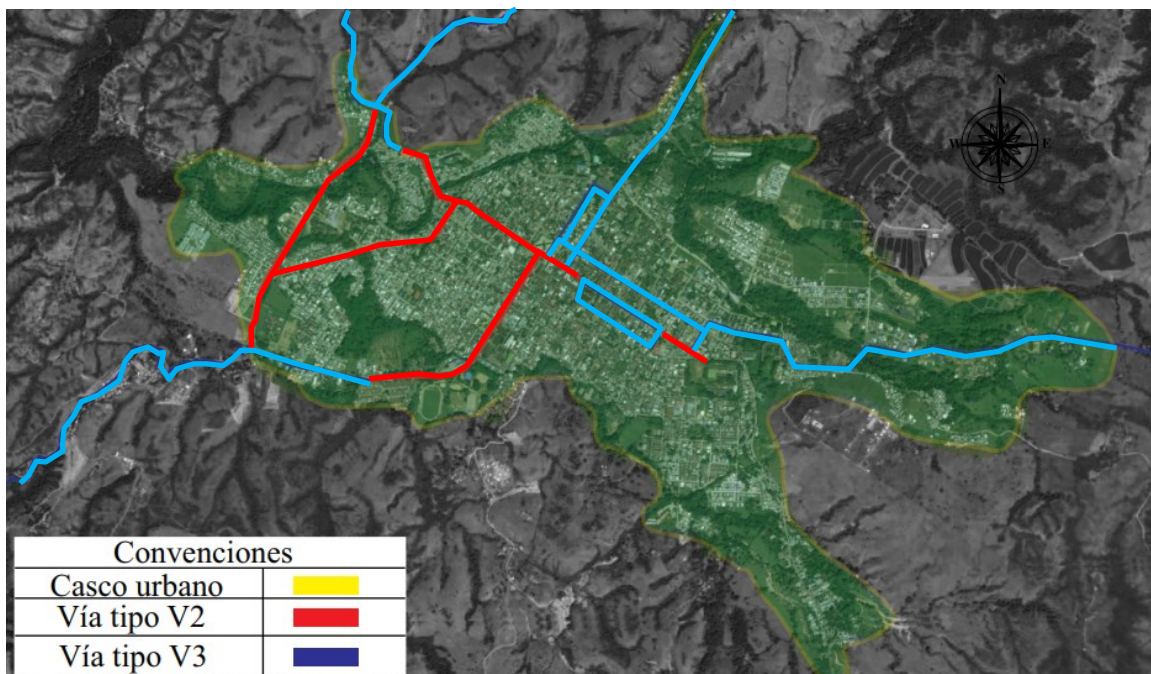 N
W
E
S
Convenciones
Casco urbano
Vía tipo V2
Vía tipo V3